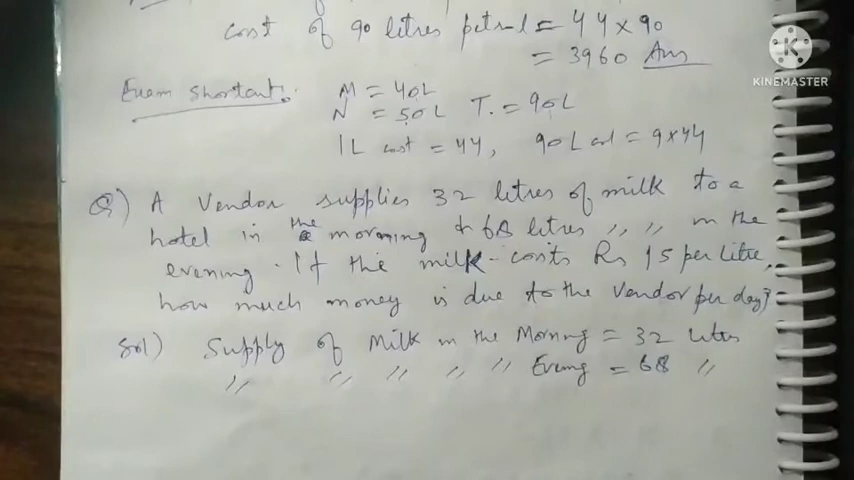 cost of 90 litres petrol = 44 x 90
= 3960 Ans
KINEMASTER
Exam Shortcut:
M = 40L
N = 50L T. = 90L
1L cost = 44, 90L cost = 9x44
Q) A Vendor supplies 32 litres of milk to a
hotel in the morning & 68 litres " " in the
evening. If the milk costs Rs 15 per litre,
how much money is due to the vendor per day?
Sol) Supply of Milk in the Morning = 32 litres
" " " " " Evening = 68 "